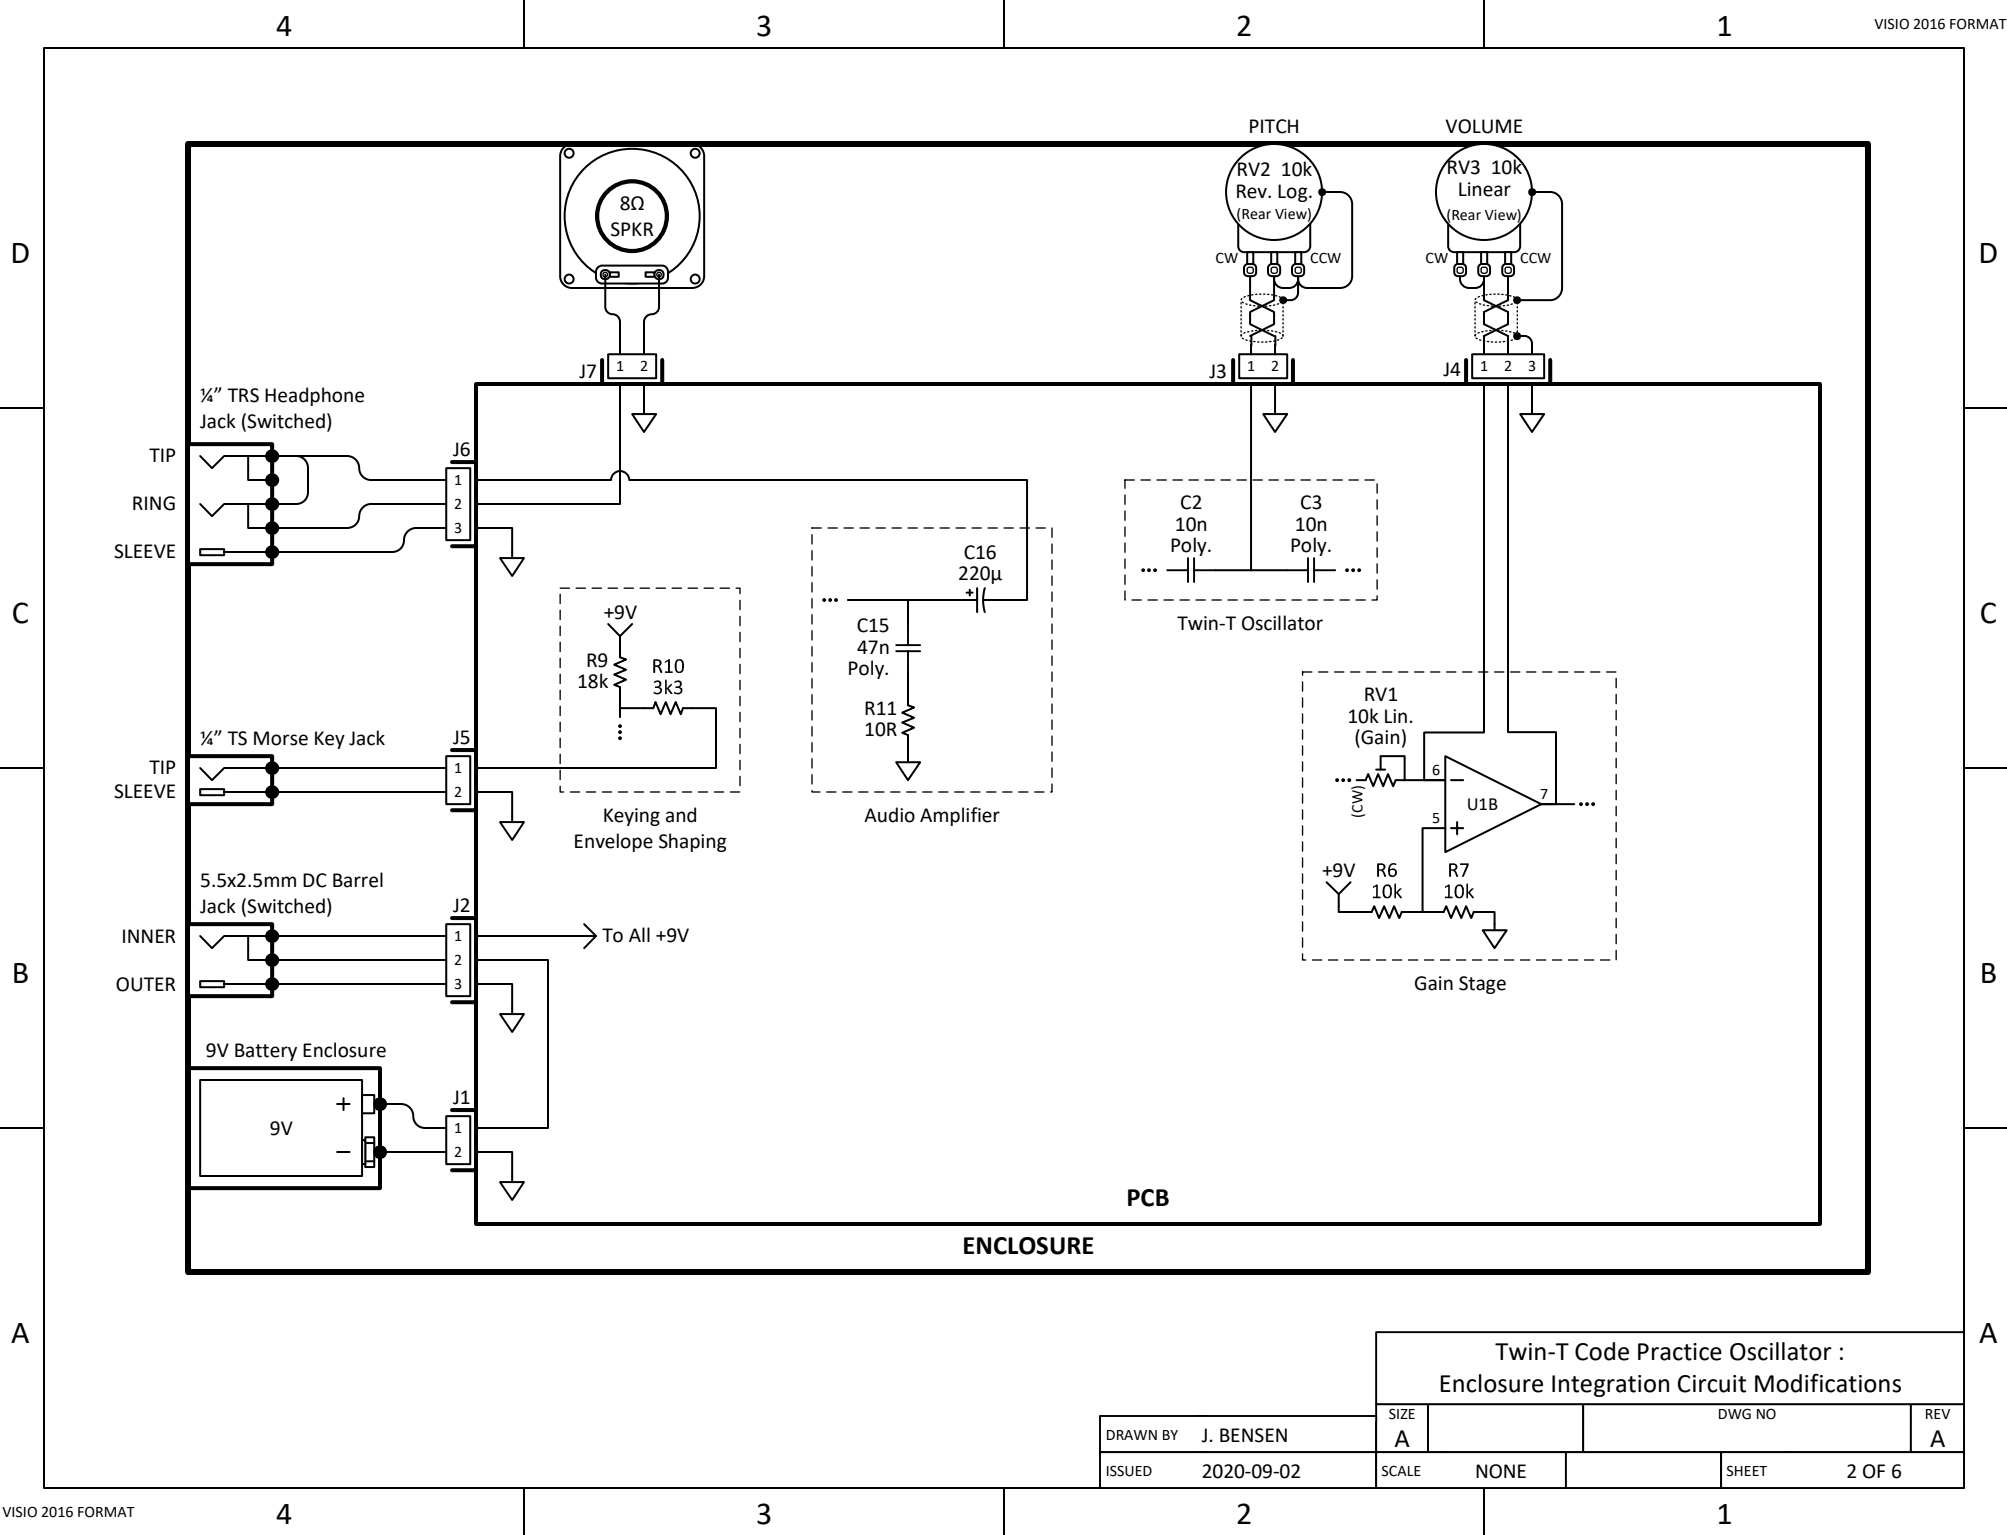 4
3
2
1
VISIO 2016 FORMAT
PITCH
VOLUME
8Ω
SPKR
RV2 10k
Rev. Log.
(Rear View)
CW
CCW
RV3 10k
Linear
(Rear View)
CW
CCW
D
D
J7
1 2
J3
1 2
J4
1 2 3
¼” TRS Headphone
Jack (Switched)
TIP
RING
SLEEVE
J6
1
2
3
C2
10n
Poly.
C3
10n
Poly.
...
...
Twin-T Oscillator
C16
220µ
+
...
C15
47n
Poly.
R11
10R
Audio Amplifier
C
C
+9V
R9
18k
R10
3k3
...
Keying and
Envelope Shaping
¼” TS Morse Key Jack
TIP
SLEEVE
J5
1
2
RV1
10k Lin.
(Gain)
...
(CW)
6
−
U1B
7
...
5
+
+9V
R6
10k
R7
10k
Gain Stage
5.5x2.5mm DC Barrel
Jack (Switched)
INNER
OUTER
J2
1
2
3
To All +9V
B
B
9V Battery Enclosure
9V
+
−
J1
1
2
PCB
ENCLOSURE
A
A
Twin-T Code Practice Oscillator :
Enclosure Integration Circuit Modifications
DRAWN BY J. BENSEN
SIZE
A
DWG NO
REV
A
ISSUED 2020-09-02
SCALE NONE
SHEET 2 OF 6
VISIO 2016 FORMAT
4
3
2
1